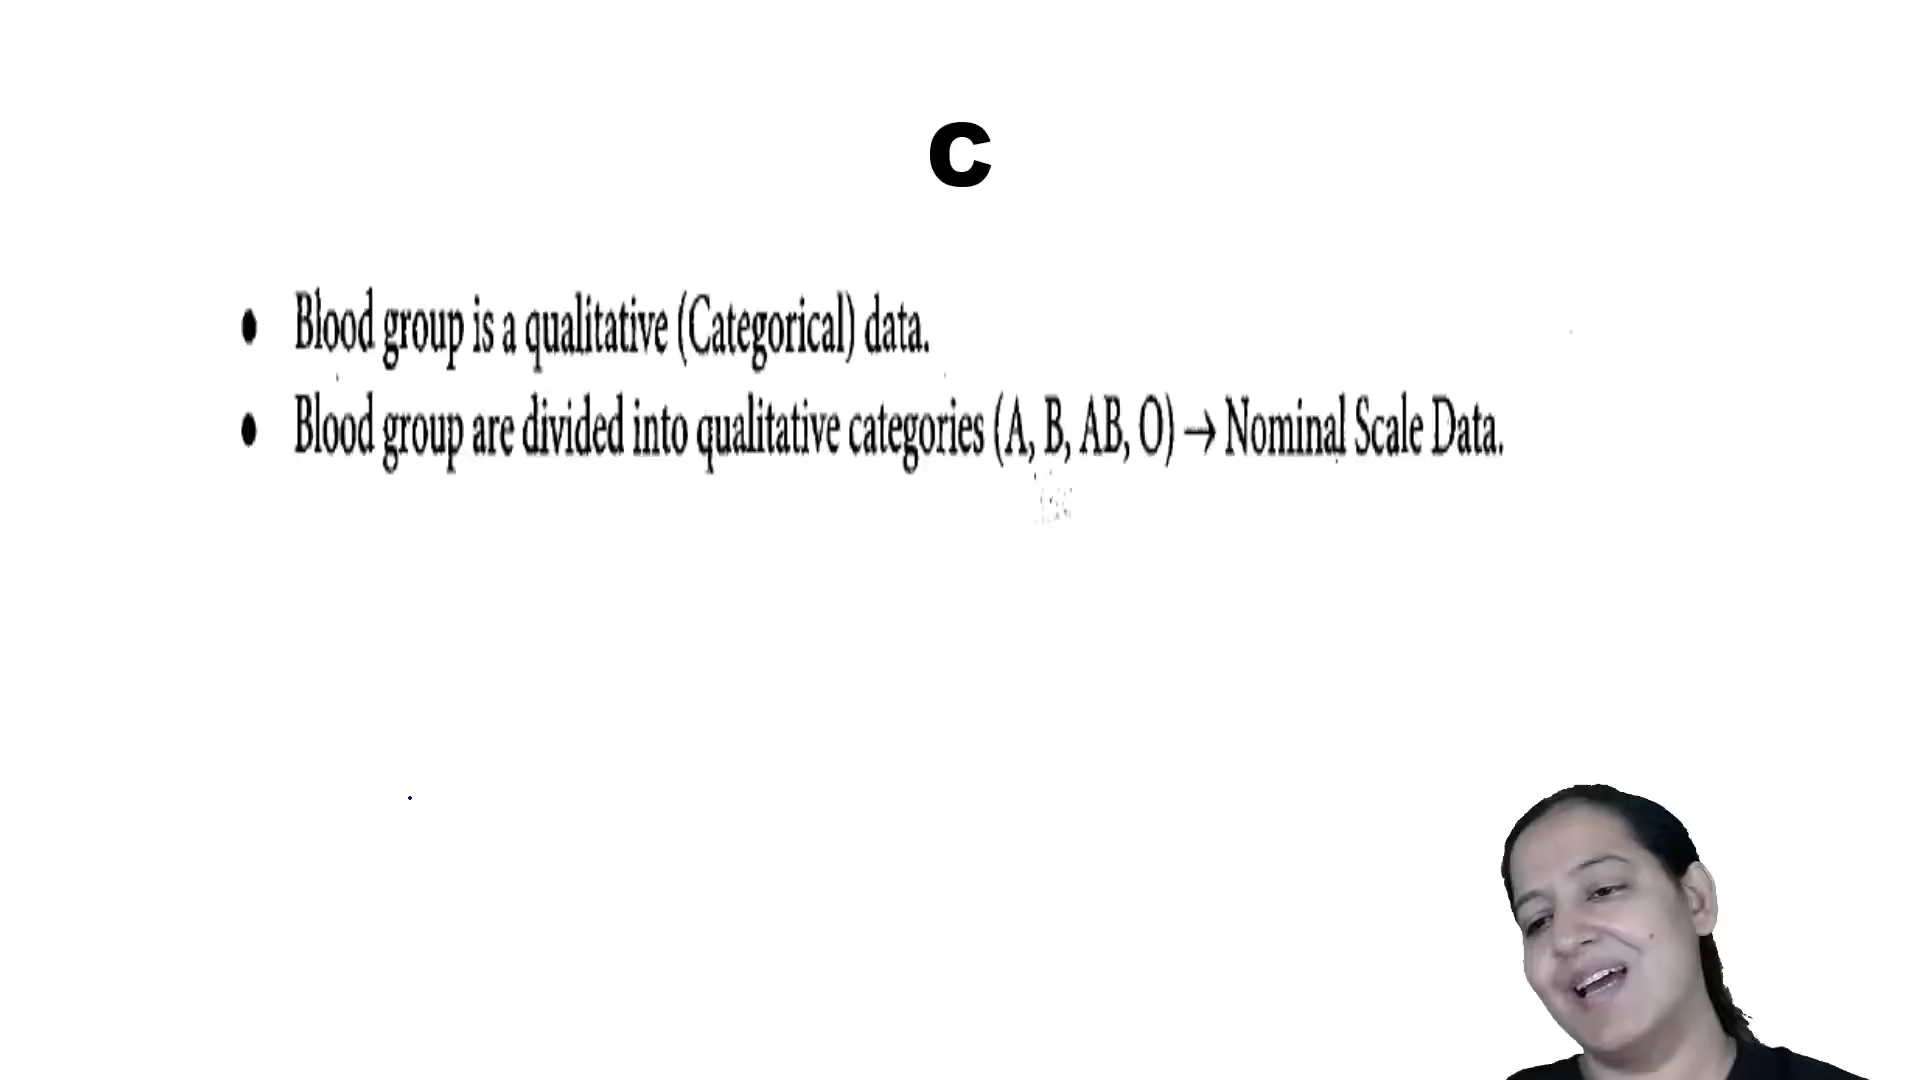 C
• Blood group is a qualitative (Categorical) data.
• Blood group are divided into qualitative categories (A, B, AB, O) → Nominal Scale Data.